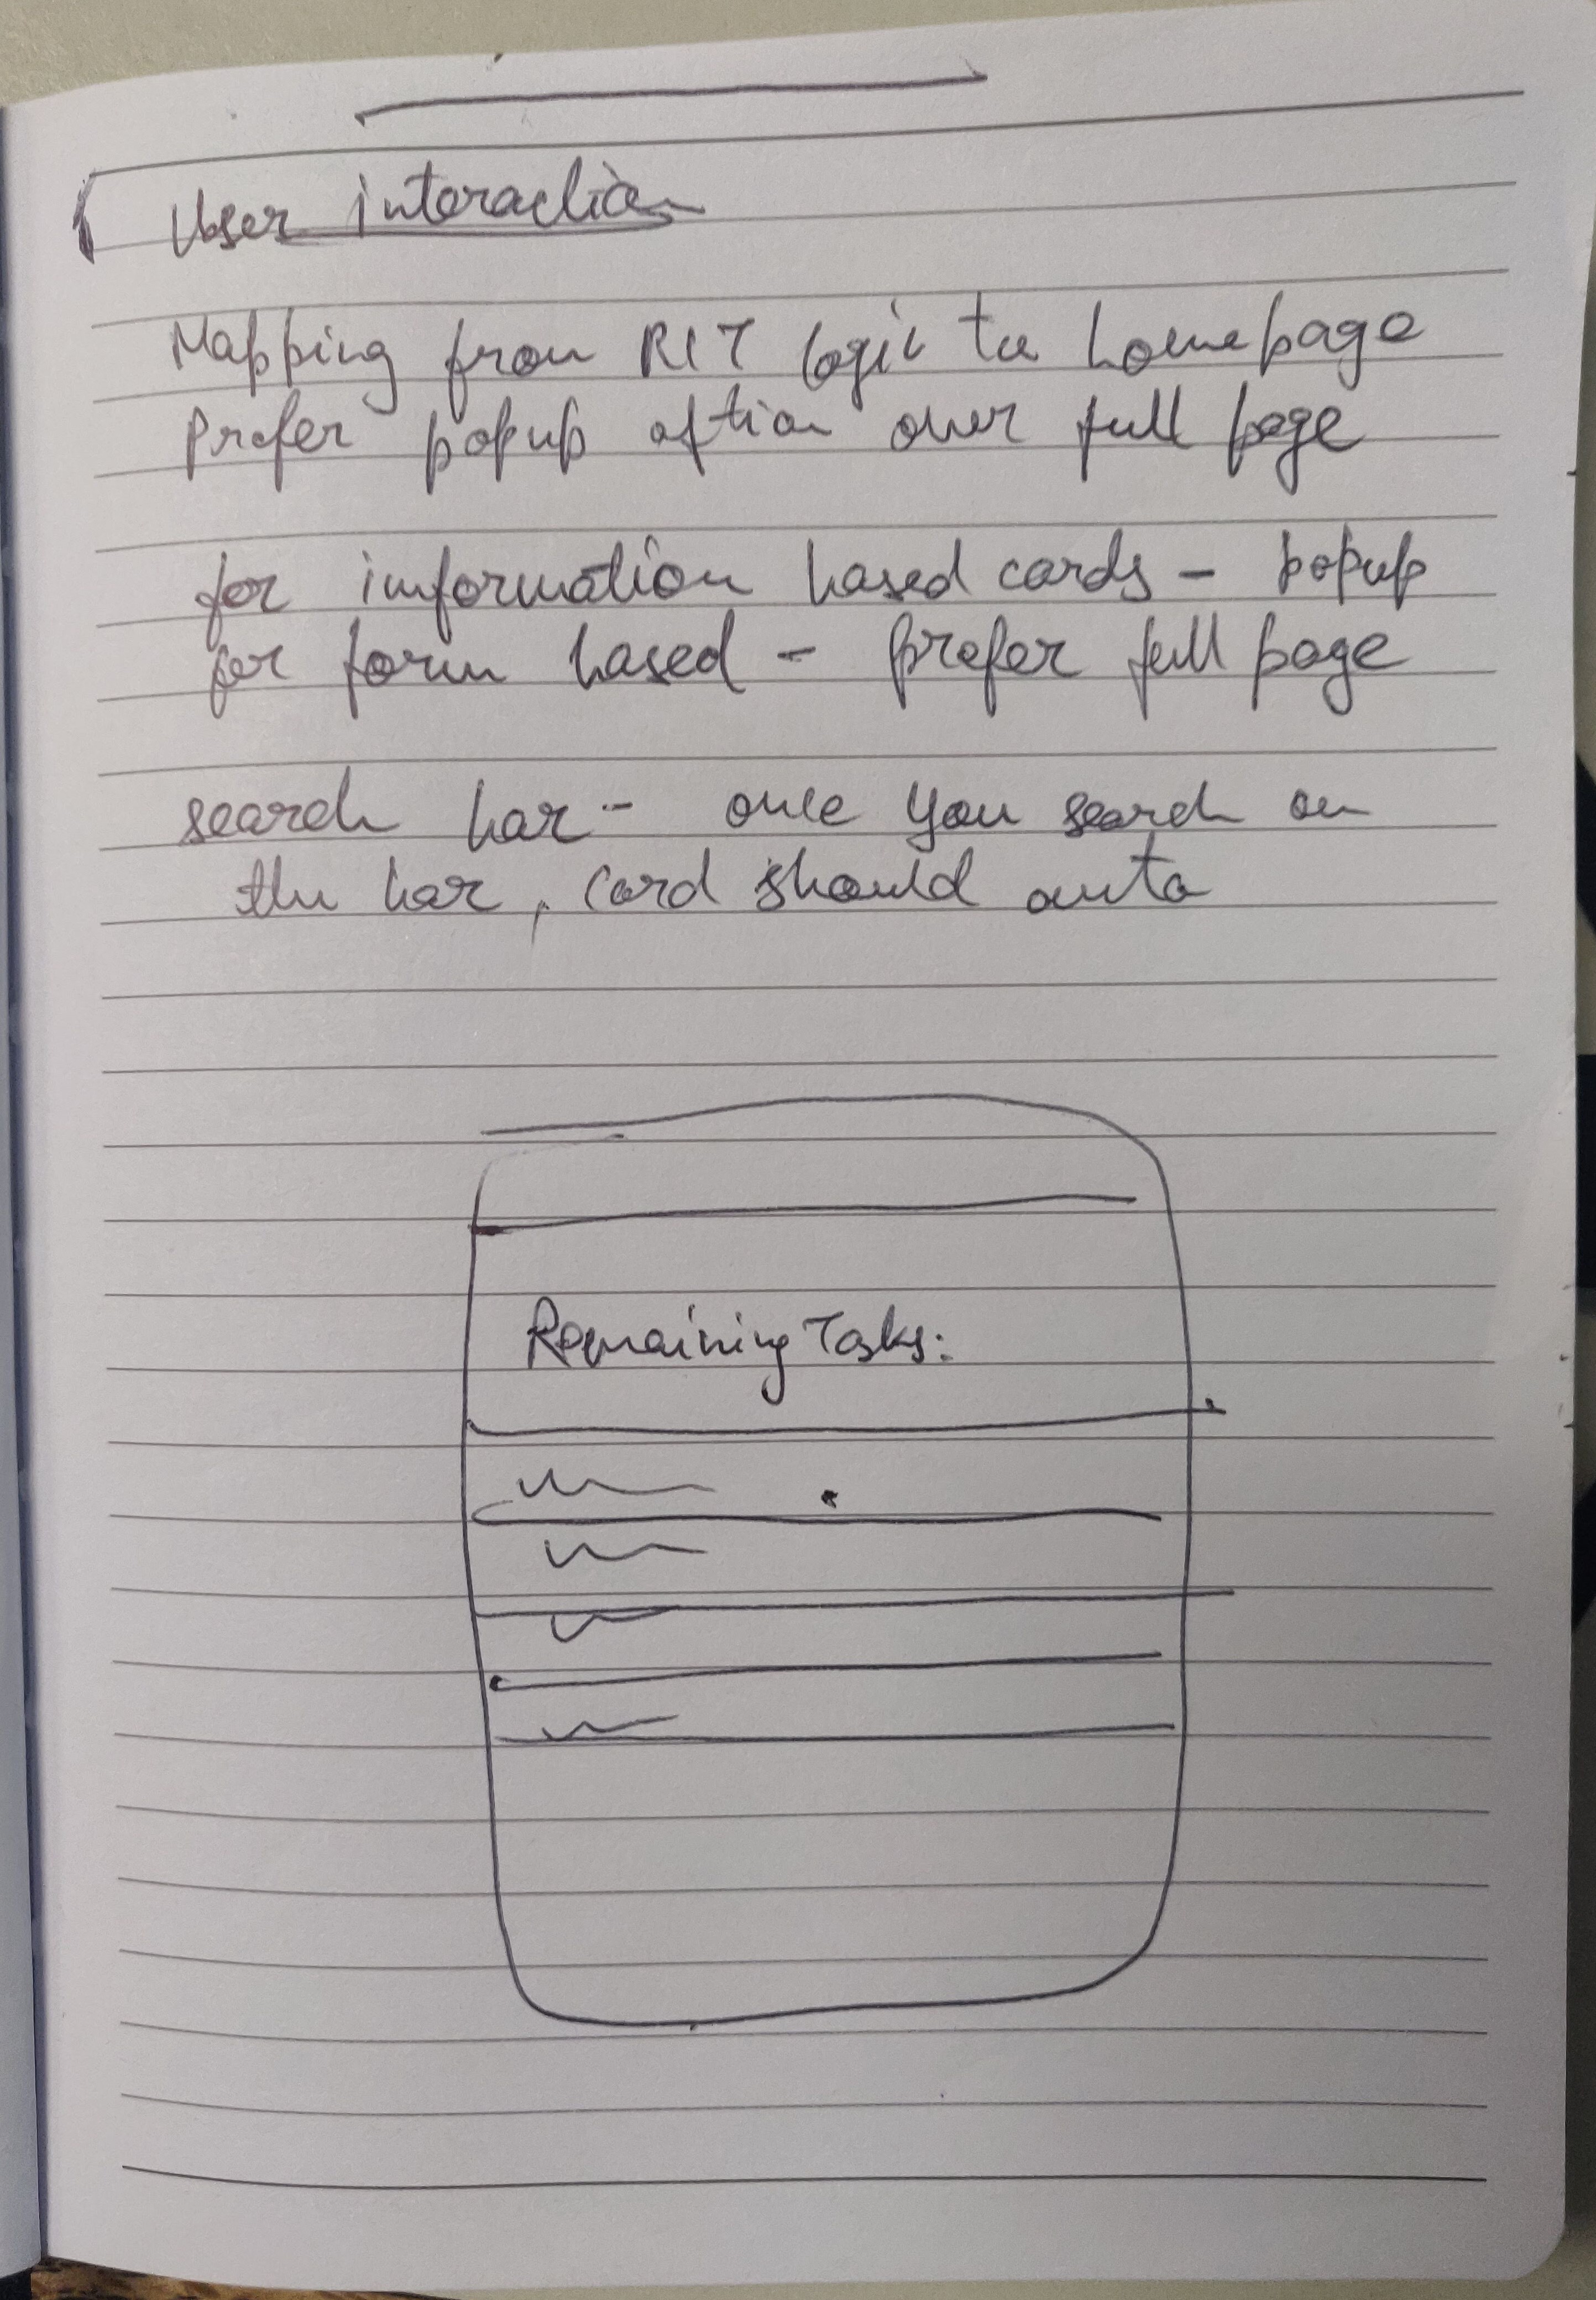 User interaction
Mapping from RIT logic to homepage
Prefer popup option over full page
for information based cards - popup
for form based - prefer full page
search bar - once you search on
the bar, card should auto
Remaining Tasks: